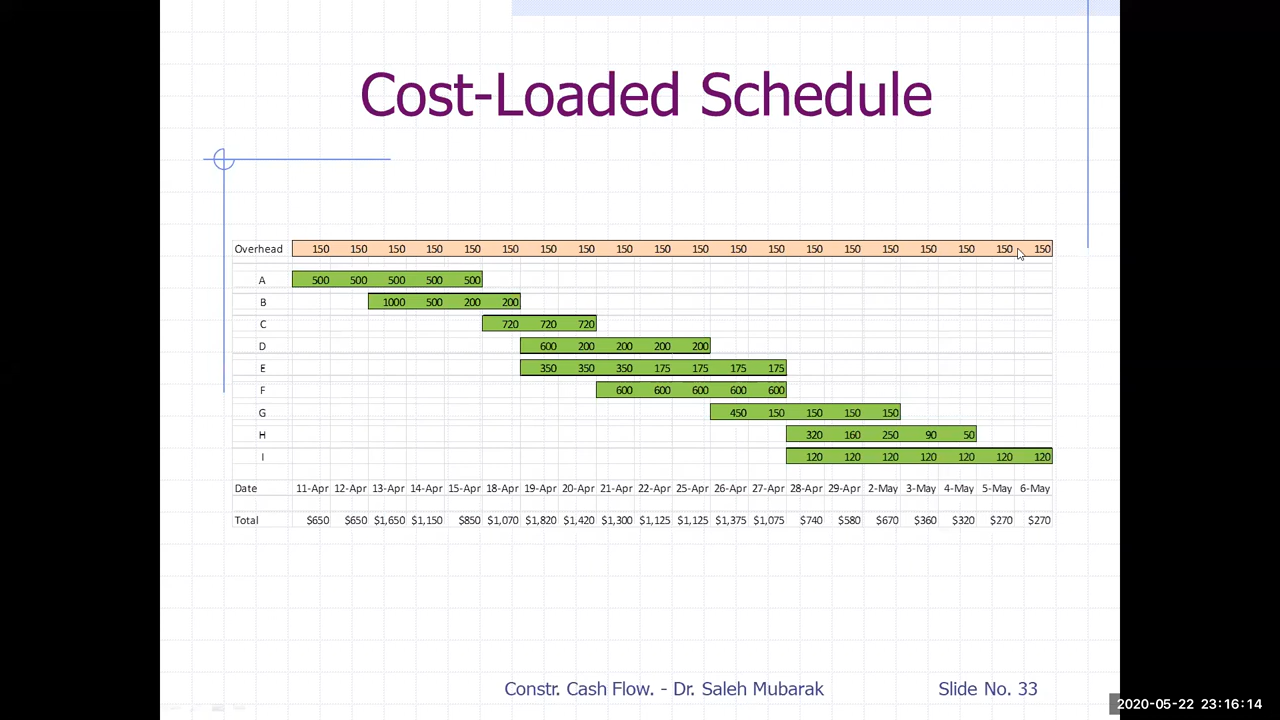 Cost-Loaded Schedule
Overhead 150 150 150 150 150 150 150 150 150 150 150 150 150 150 150 150 150 150 150 150
A 500 500 500 500 500
B 1000 500 200 200
C 720 720 720
D 600 200 200 200 200
E 350 350 350 175 175 175 175
F 600 600 600 600 600
G 450 150 150 150 150
H 320 160 250 90 50
I 120 120 120 120 120 120 120
Date 11-Apr 12-Apr 13-Apr 14-Apr 15-Apr 18-Apr 19-Apr 20-Apr 21-Apr 22-Apr 25-Apr 26-Apr 27-Apr 28-Apr 29-Apr 2-May 3-May 4-May 5-May 6-May
Total $650 $650 $1,650 $1,150 $850 $1,070 $1,820 $1,420 $1,300 $1,125 $1,125 $1,375 $1,075 $740 $580 $670 $360 $320 $270 $270
Constr. Cash Flow. - Dr. Saleh Mubarak Slide No. 33
2020-05-22 23:16:14